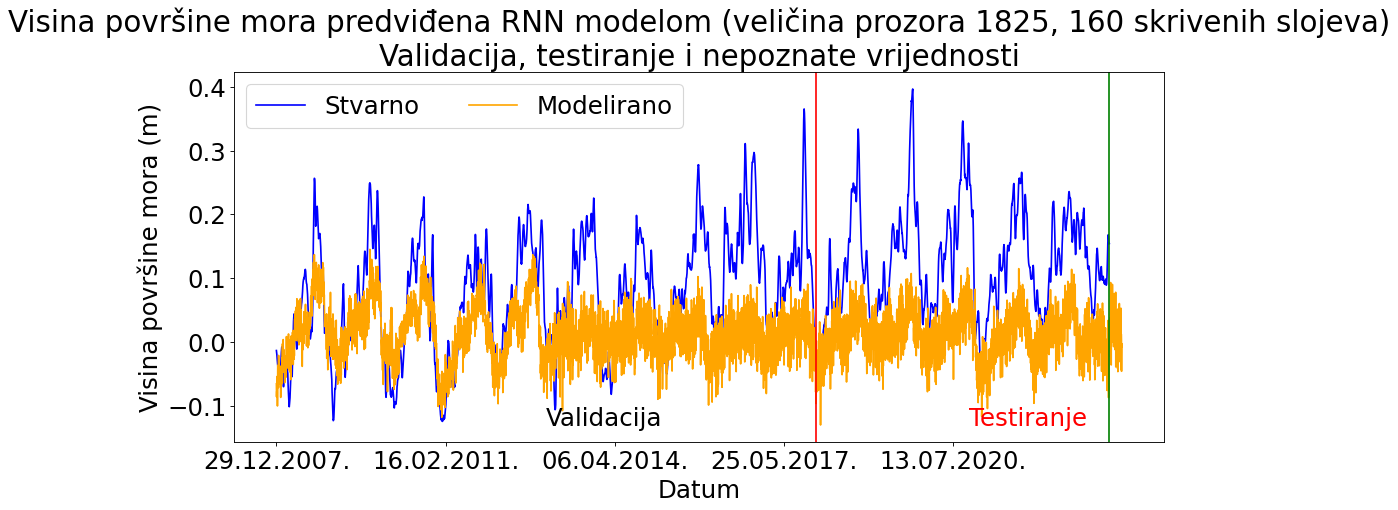 Visina površine mora predviđena RNN modelom (veličina prozora 1825, 160 skrivenih slojeva)
Validacija, testiranje i nepoznate vrijednosti
Stvarno
Modelirano
Visina površine mora (m)
0.4
0.3
0.2
0.1
0.0
−0.1
Validacija
Testiranje
29.12.2007.
16.02.2011.
06.04.2014.
25.05.2017.
13.07.2020.
Datum